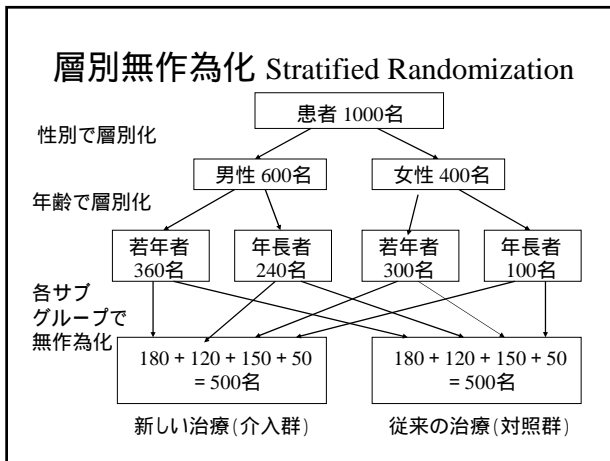 層別無作為化 Stratified Randomization
患者 1000名
性別で層別化
男性 600名
女性 400名
年齢で層別化
若年者
360名
年長者
240名
若年者
300名
年長者
100名
各サブ
グループで
無作為化
180 + 120 + 150 + 50
= 500名
180 + 120 + 150 + 50
= 500名
新しい治療(介入群)
従来の治療(対照群)